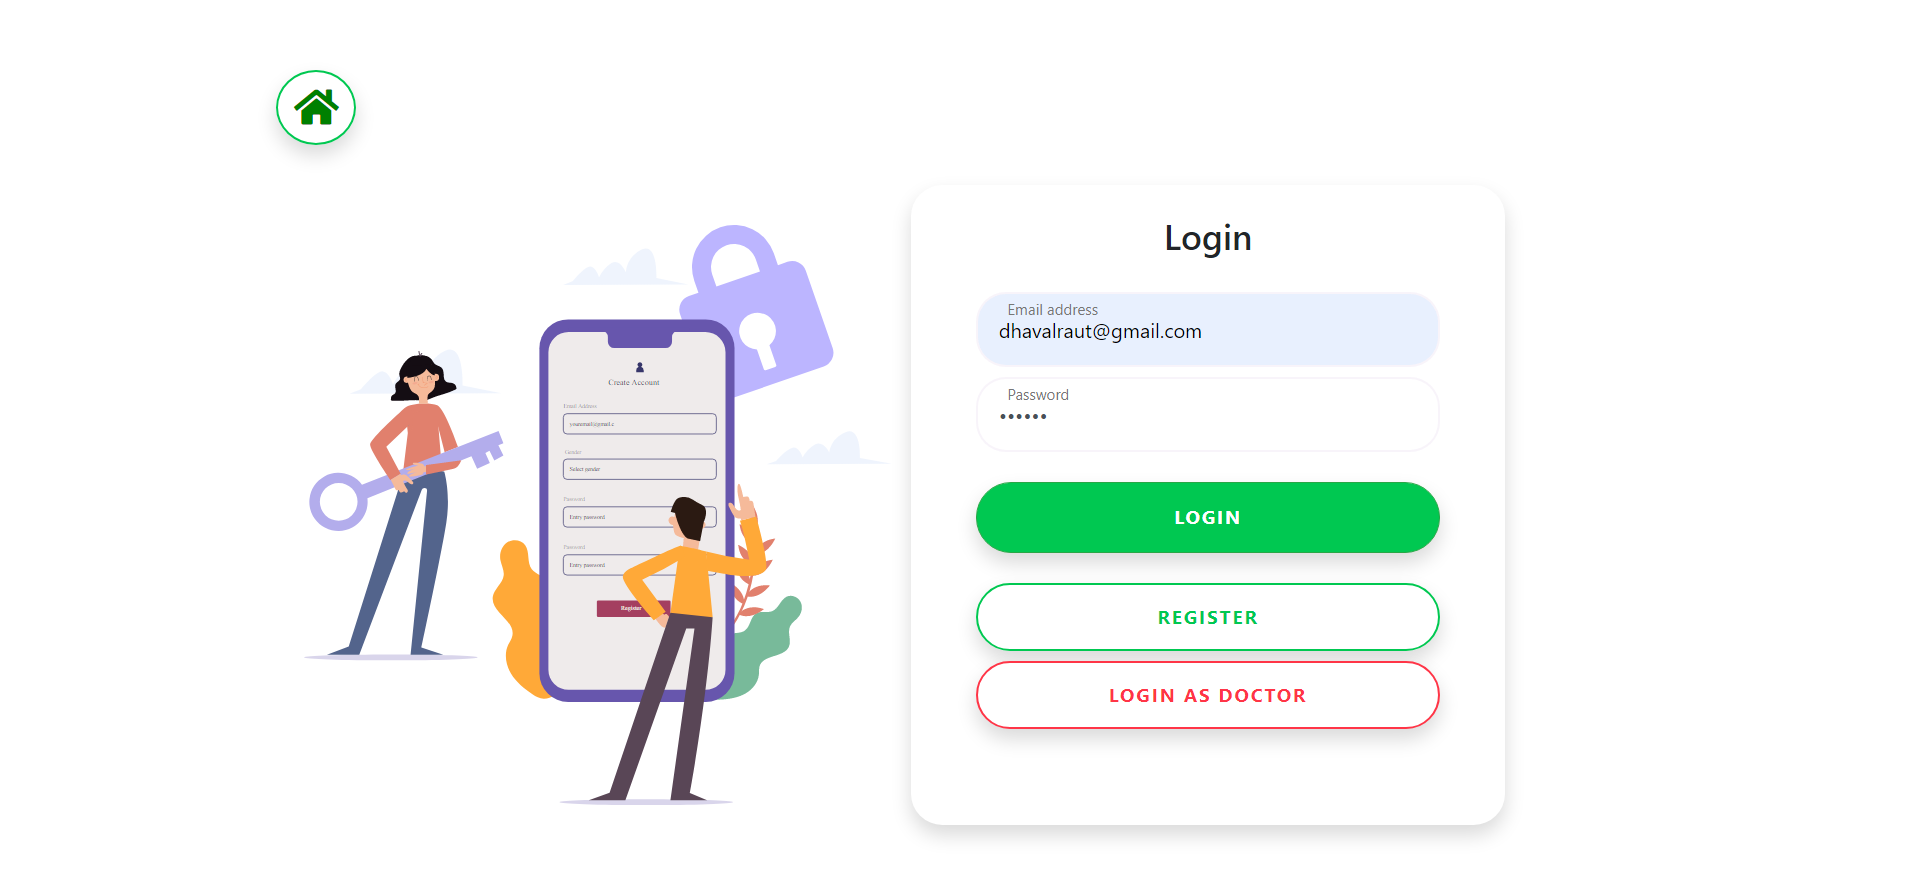 Create Account
Email Address
youremail@gmail.c
Gender
Select gender
Password
Entry password
Password
Entry password
Register
Login
Email address
dhavalraut@gmail.com
Password
••••••
LOGIN
REGISTER
LOGIN AS DOCTOR